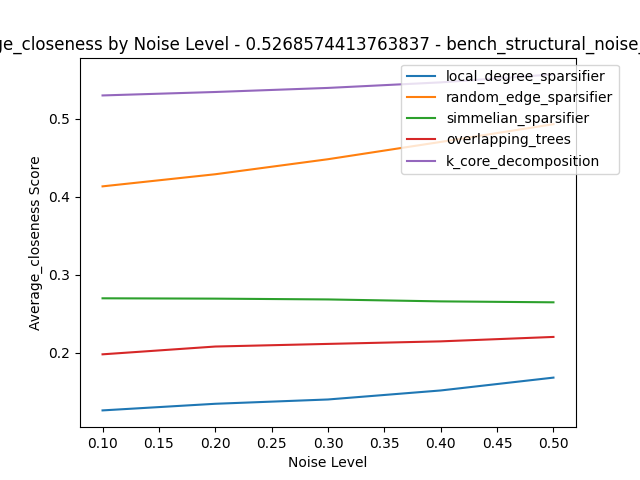 ge_closeness by Noise Level - 0.5268574413763837 - bench_structural_noise_
local_degree_sparsifier
random_edge_sparsifier
simmelian_sparsifier
overlapping_trees
k_core_decomposition
Average_closeness Score
0.5
0.4
0.3
0.2
0.10 0.15 0.20 0.25 0.30 0.35 0.40 0.45 0.50
Noise Level